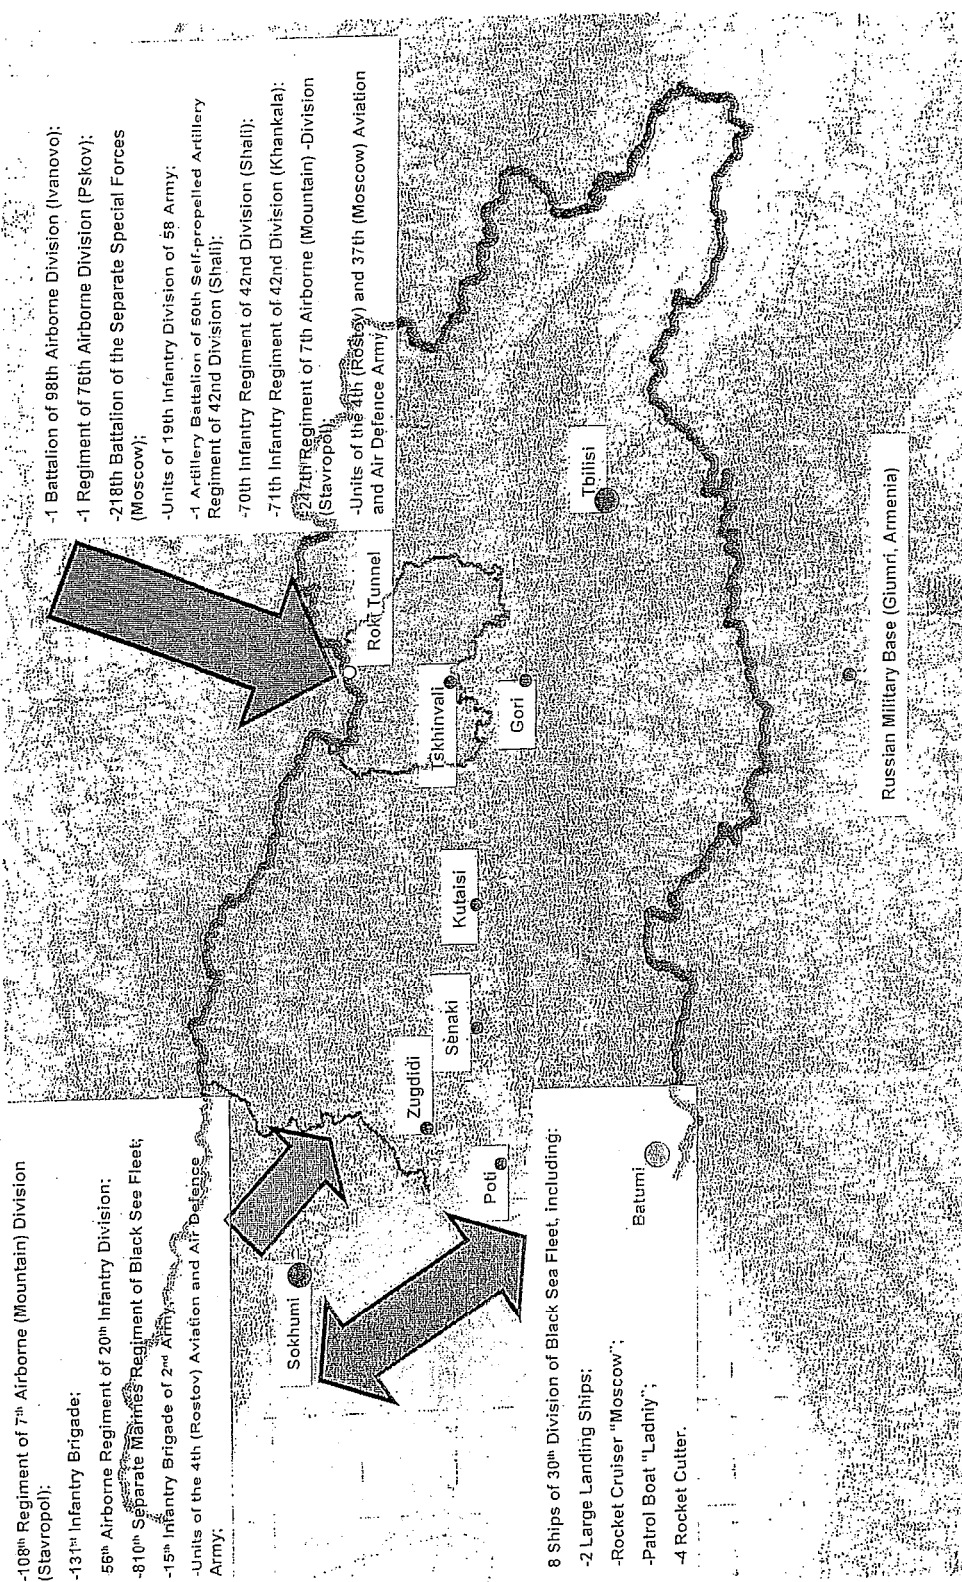 -108th Regiment of 7th Airborne (Mountain) Division
(Stavropol);
-131st Infantry Brigade;
56th Airborne Regiment of 20th Infantry Division;
-810th Separate Marines Regiment of Black See Fleet;
-15th Infantry Brigade of 2nd Army;
-Units of the 4th (Rostov) Aviation and Air Defence
Army;
-1 Battalion of 98th Airborne Division (Ivanovo);
-1 Regiment of 76th Airborne Division (Pskov);
-218th Battalion of the Separate Special Forces
(Moscow);
-Units of 19th Infantry Division of 58 Army;
-1 Artillery Battalion of 50th Self-propelled Artillery
Regiment of 42nd Division (Shali);
-70th Infantry Regiment of 42nd Division (Shali);
-71th Infantry Regiment of 42nd Division (Khankala);
-247th Regiment of 7th Airborne (Mountain) -Division
(Stavropol);
-Units of the 4th (Rostov) and 37th (Moscow) Aviation
and Air Defence Army
Roki Tunnel
Sokhumi
Zugdidi
Senaki
Kutaisi
Tskhinvali
Gori
Tbilisi
Poti
Batumi
8 Ships of 30th Division of Black Sea Fleet, including:
-2 Large Landing Ships;
-Rocket Cruiser "Moscow";
-Patrol Boat "Ladniy";
-4 Rocket Cutter.
Russian Military Base (Giumri, Armenia)